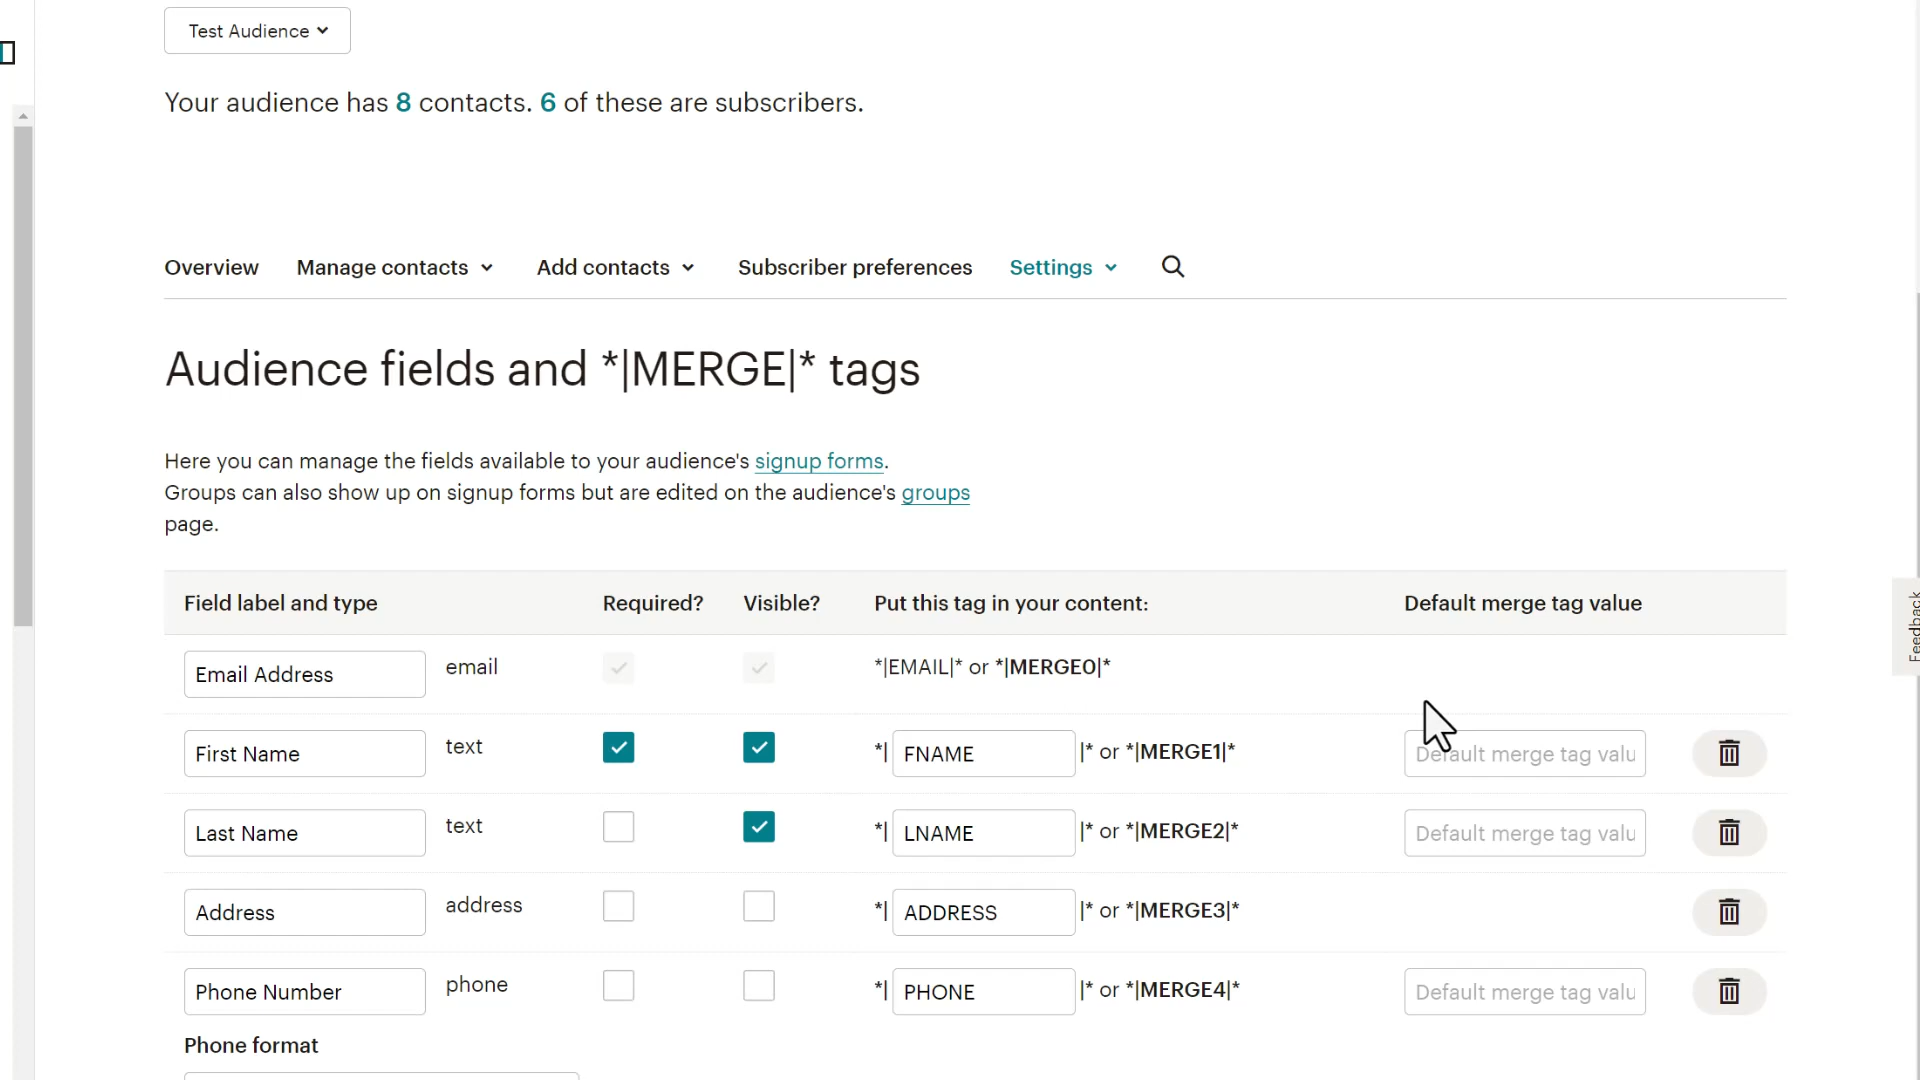 Test Audience
Your audience has 8 contacts. 6 of these are subscribers.
Overview Manage contacts Add contacts Subscriber preferences Settings
Audience fields and *|MERGE|* tags
Here you can manage the fields available to your audience's signup forms.
Groups can also show up on signup forms but are edited on the audience's groups
page.
Field label and type Required? Visible? Put this tag in your content: Default merge tag value
Email Address email *|EMAIL|* or *|MERGE0|*
First Name text *| FNAME |* or *|MERGE1|* Default merge tag valu
Last Name text *| LNAME |* or *|MERGE2|* Default merge tag valu
Address address *| ADDRESS |* or *|MERGE3|*
Phone Number phone *| PHONE |* or *|MERGE4|* Default merge tag valu
Phone format
Feedback